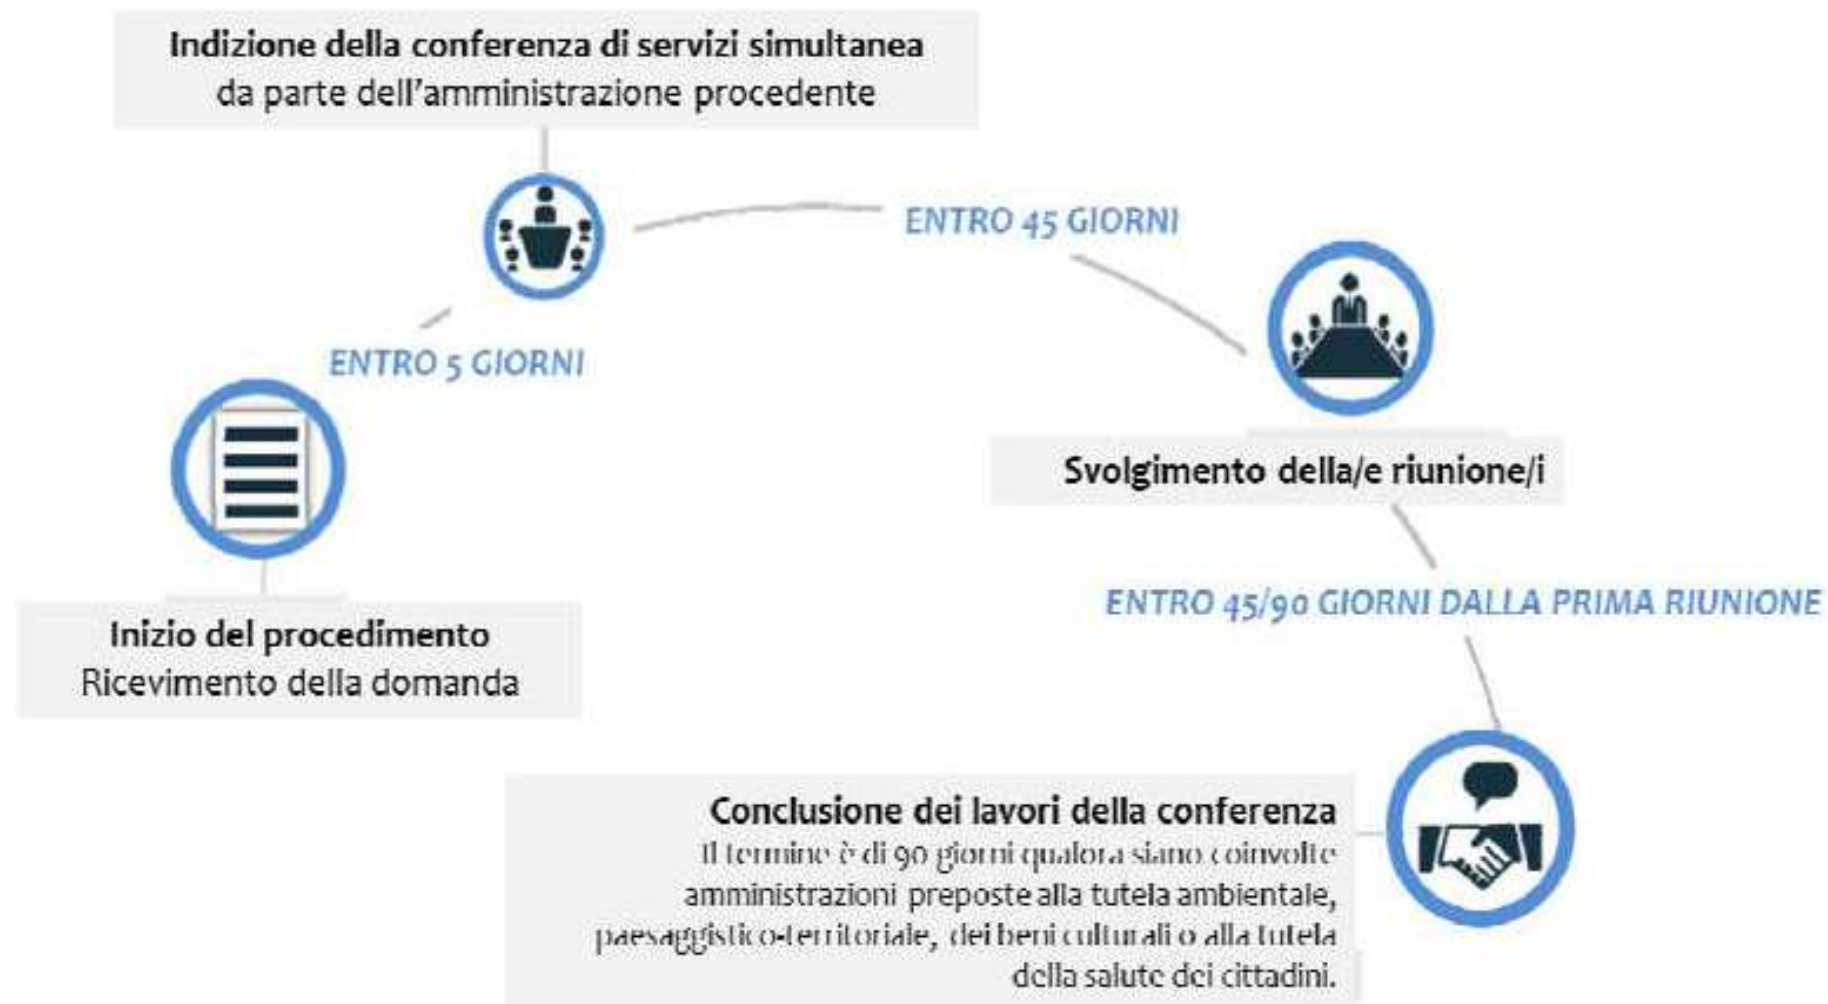 Indizione della conferenza di servizi simultanea
da parte dell'amministrazione procedente
ENTRO 45 GIORNI
ENTRO 5 GIORNI
Svolgimento della/e riunione/i
ENTRO 45/90 GIORNI DALLA PRIMA RIUNIONE
Inizio del procedimento
Ricevimento della domanda
Conclusione dei lavori della conferenza
Il termine è di 90 giorni qualora siano coinvolte
amministrazioni preposte alla tutela ambientale,
paesaggistico-territoriale, dei beni culturali o alla tutela
della salute dei cittadini.